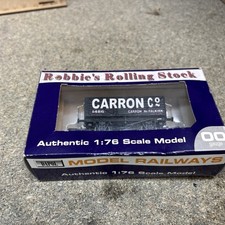 Robbie's Rolling Stock
CARRON Co
Authentic 1:76 Scale Model
OO
MODEL RAILWAYS
Authentic 1:76 Scale Model